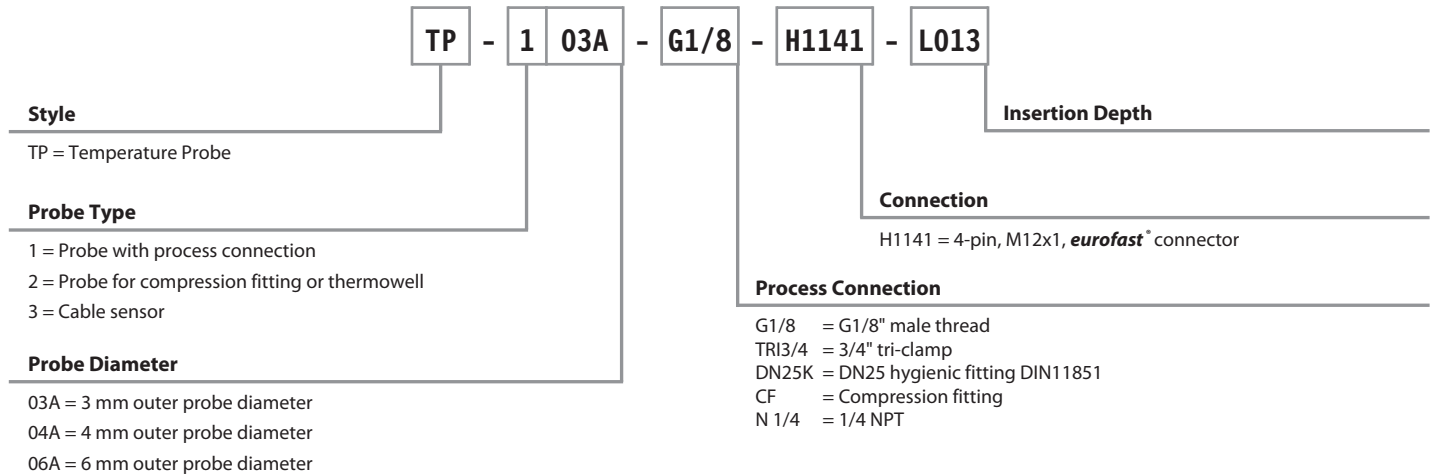 TP - 1 03A - G1/8 - H1141 - L013
Style
TP = Temperature Probe
Probe Type
1 = Probe with process connection
2 = Probe for compression fitting or thermowell
3 = Cable sensor
Probe Diameter
03A = 3 mm outer probe diameter
04A = 4 mm outer probe diameter
06A = 6 mm outer probe diameter
Insertion Depth
Connection
H1141 = 4-pin, M12x1, eurofast® connector
Process Connection
G1/8 = G1/8" male thread
TRI3/4 = 3/4" tri-clamp
DN25K = DN25 hygienic fitting DIN11851
CF = Compression fitting
N 1/4 = 1/4 NPT